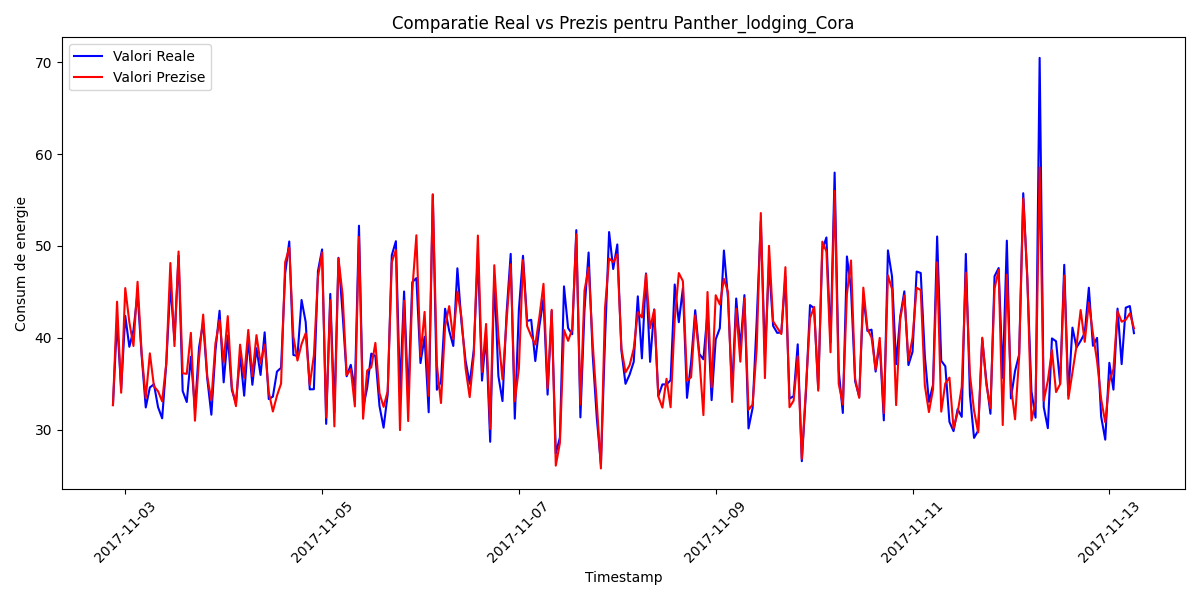 Comparatie Real vs Prezis pentru Panther_lodging_Cora
Valori Reale
Valori Prezise
Consum de energie
70
60
50
40
30
2017-11-03
2017-11-05
2017-11-07
2017-11-09
2017-11-11
2017-11-13
Timestamp